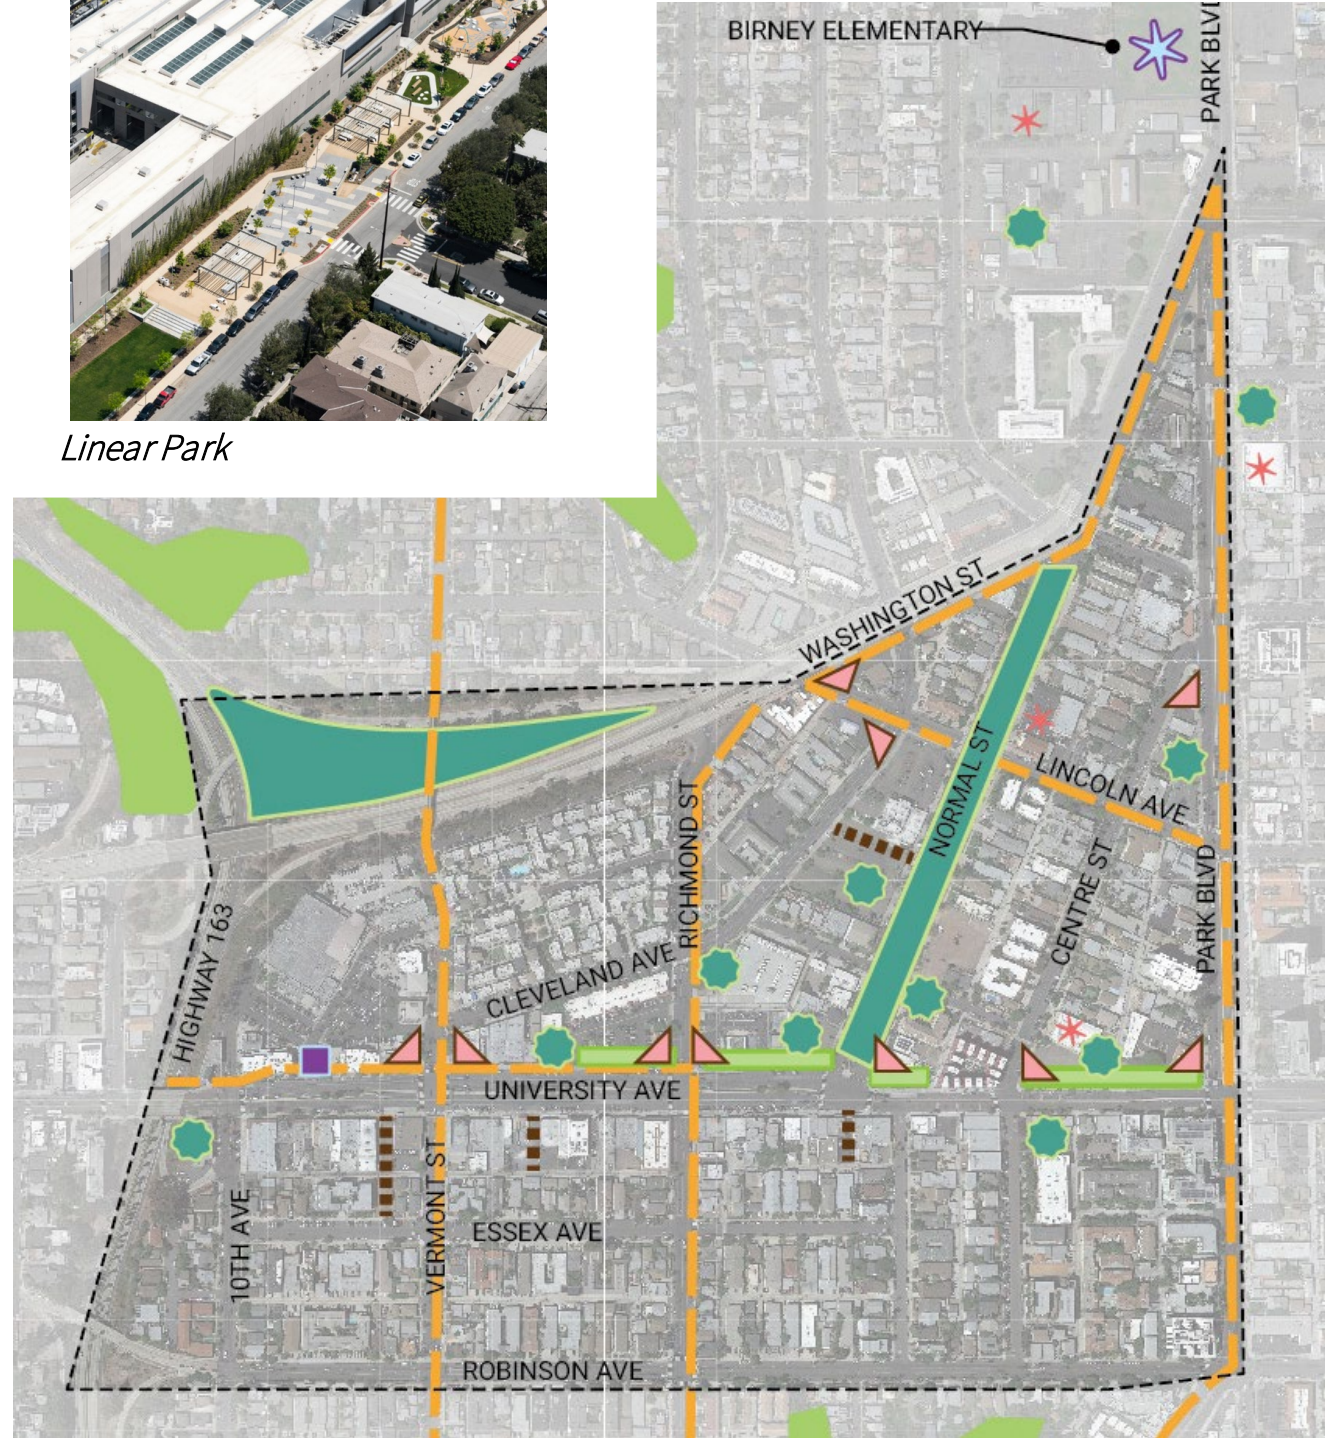 BIRNEY ELEMENTARY
PARK BLVD
Linear Park
WASHINGTON ST
NORMAL ST
LINCOLN AVE
RICHMOND ST
CENTRE ST
PARK BLVD
HIGHWAY 163
CLEVELAND AVE
UNIVERSITY AVE
10TH AVE
VERMONT ST
ESSEX AVE
ROBINSON AVE